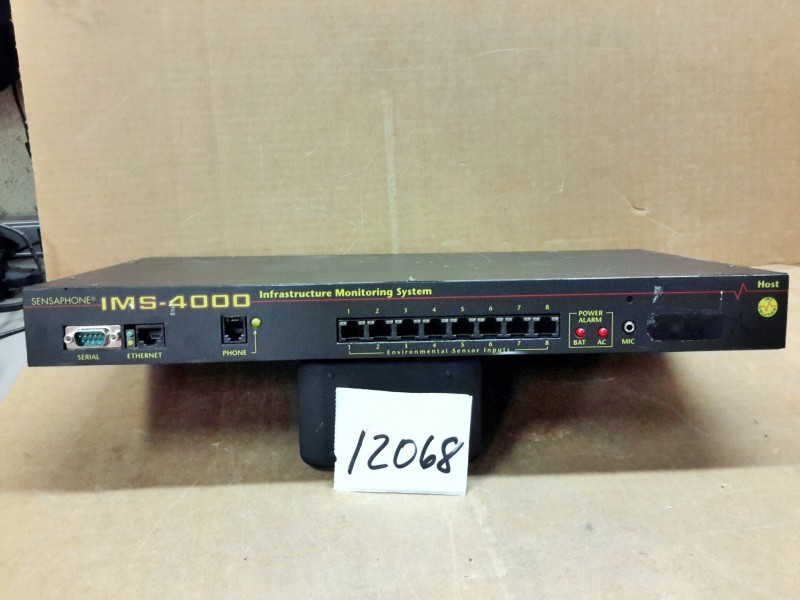 SENSAPHONE® IMS-4000 Infrastructure Monitoring System Host
1 2 3 4 5 6 7 8
POWER
ALARM
BAT AC
MIC
SERIAL ETHERNET PHONE
2 3 4 5 6 7 8
Environmental Sensor Inputs
12068